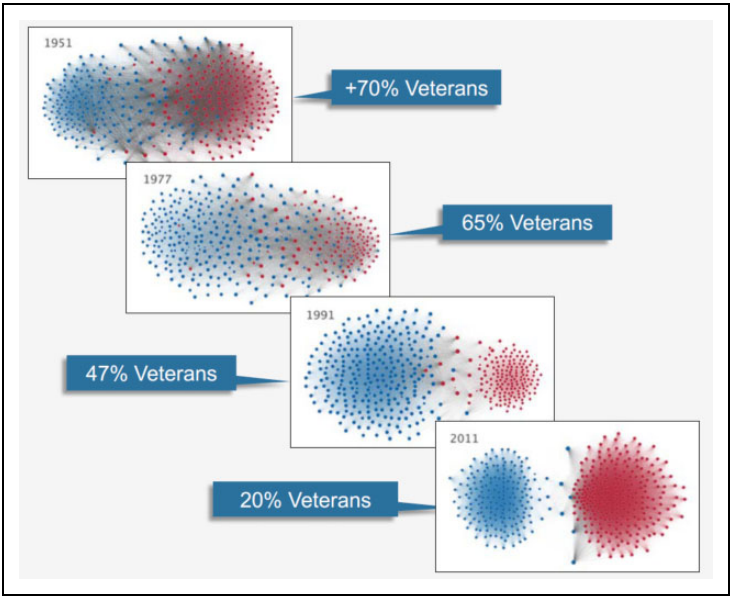 1951
+70% Veterans
1977
65% Veterans
1991
47% Veterans
2011
20% Veterans